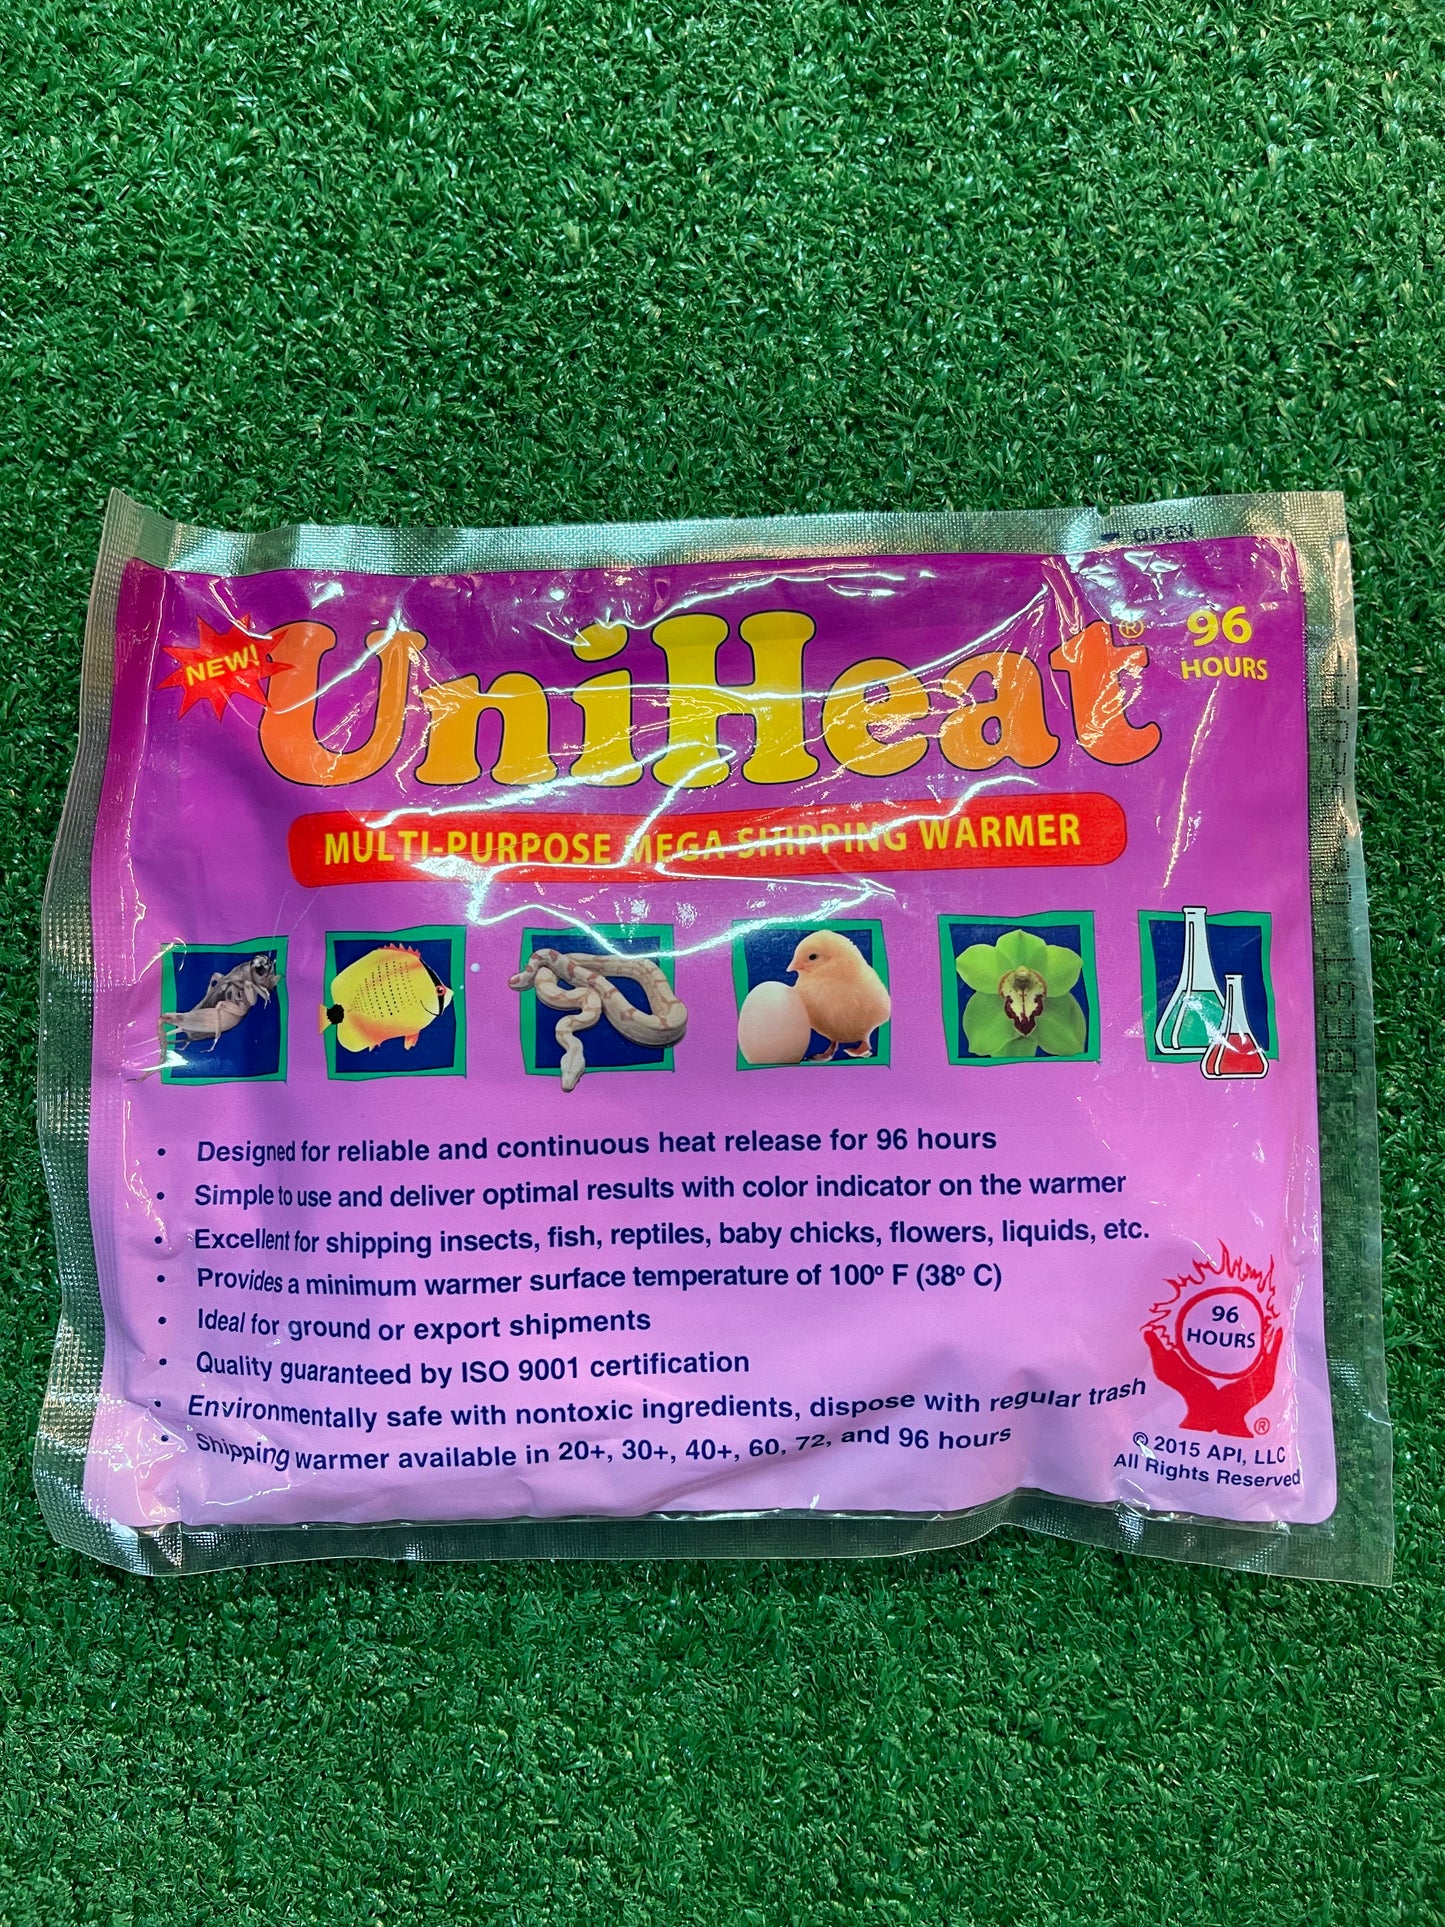 OPEN
NEW!
UniHeat®
96
HOURS
MULTI-PURPOSE MEGA SHIPPING WARMER
• Designed for reliable and continuous heat release for 96 hours
• Simple to use and deliver optimal results with color indicator on the warmer
• Excellent for shipping insects, fish, reptiles, baby chicks, flowers, liquids, etc.
• Provides a minimum warmer surface temperature of 100º F (38º C)
• Ideal for ground or export shipments
• Quality guaranteed by ISO 9001 certification
• Environmentally safe with nontoxic ingredients, dispose with regular trash
• Shipping warmer available in 20+, 30+, 40+, 60, 72, and 96 hours
96
HOURS
®
© 2015 API, LLC
All Rights Reserved
BEST